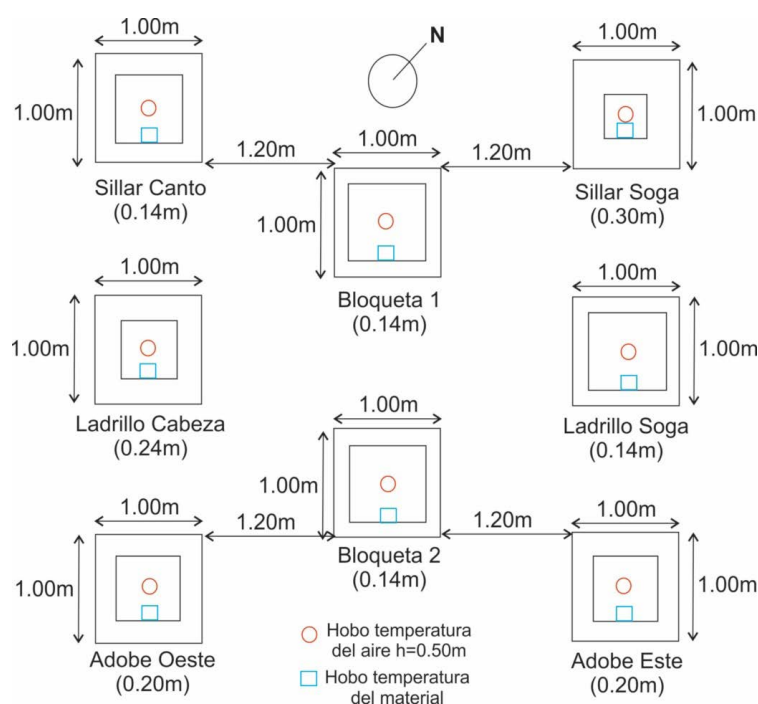 1.00m
N
1.00m
1.00m
1.00m
1.20m
1.00m
1.20m
Sillar Canto
(0.14m)
Sillar Soga
(0.30m)
1.00m
1.00m
Bloqueta 1
(0.14m)
1.00m
1.00m
1.00m
1.00m
Ladrillo Cabeza
(0.24m)
Ladrillo Soga
(0.14m)
1.00m
1.00m
1.00m
1.20m
1.20m
1.00m
Bloqueta 2
(0.14m)
1.00m
1.00m
Adobe Oeste
(0.20m)
Adobe Este
(0.20m)
Hobo temperatura
del aire h=0.50m
Hobo temperatura
del material